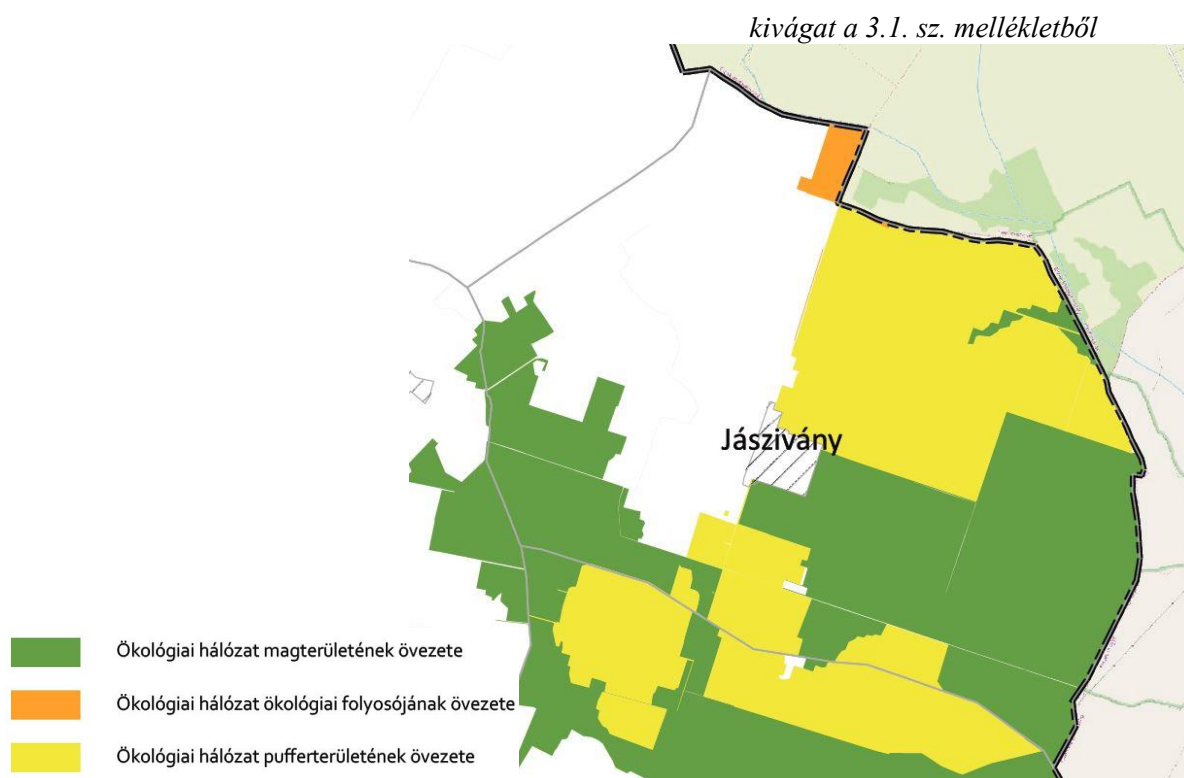 kivágat a 3.1. sz. mellékletből
Jászivány
Ökológiai hálózat magterületének övezete
Ökológiai hálózat ökológiai folyosójának övezete
Ökológiai hálózat pufferterületének övezete